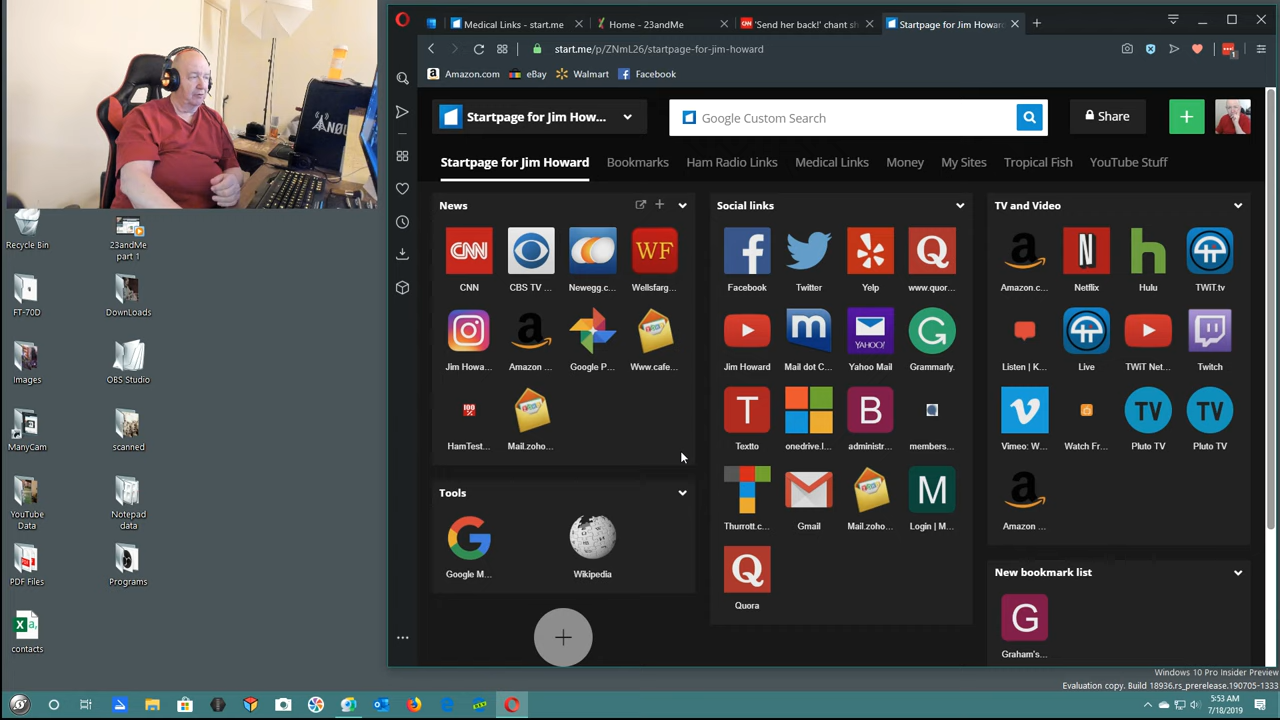 Medical Links - start.me
Home - 23andMe
'Send her back!' chant sh
Startpage for Jim Howard
start.me/p/ZNmL26/startpage-for-jim-howard
Amazon.com
eBay
Walmart
Facebook
Startpage for Jim How...
Google Custom Search
Share
Startpage for Jim Howard
Bookmarks
Ham Radio Links
Medical Links
Money
My Sites
Tropical Fish
YouTube Stuff
News
CNN
CNN
CBS TV ...
Newegg.c...
WF
Wellsfarg...
Jim Howa...
Amazon ...
Google P...
Www.cafe...
HamTest...
Mail.zoho...
Tools
Google M...
Wikipedia
Social links
Facebook
Twitter
Yelp
Q
www.quor...
Jim Howard
Mail dot C...
YAHOO!
Yahoo Mail
Grammarly.
T
Textto
onedrive.l...
B
administr...
members...
Thurrott.c...
Gmail
Mail.zoho...
M
Login | M...
Q
Quora
TV and Video
Amazon.c...
Netflix
Hulu
TWiT.tv
Listen | K...
Live
TWiT Net...
Twitch
Vimeo: W...
Watch Fr...
TV
Pluto TV
TV
Pluto TV
Amazon ...
New bookmark list
G
Graham's...
Recycle Bin
23andMe
part 1
FT-70D
DownLoads
Images
OBS Studio
ManyCam
scanned
YouTube
Data
Notepad
data
PDF Files
Programs
contacts
Windows 10 Pro Insider Preview
Evaluation copy. Build 18936.rs_prerelease.190705-1333
5:53 AM
7/18/2019